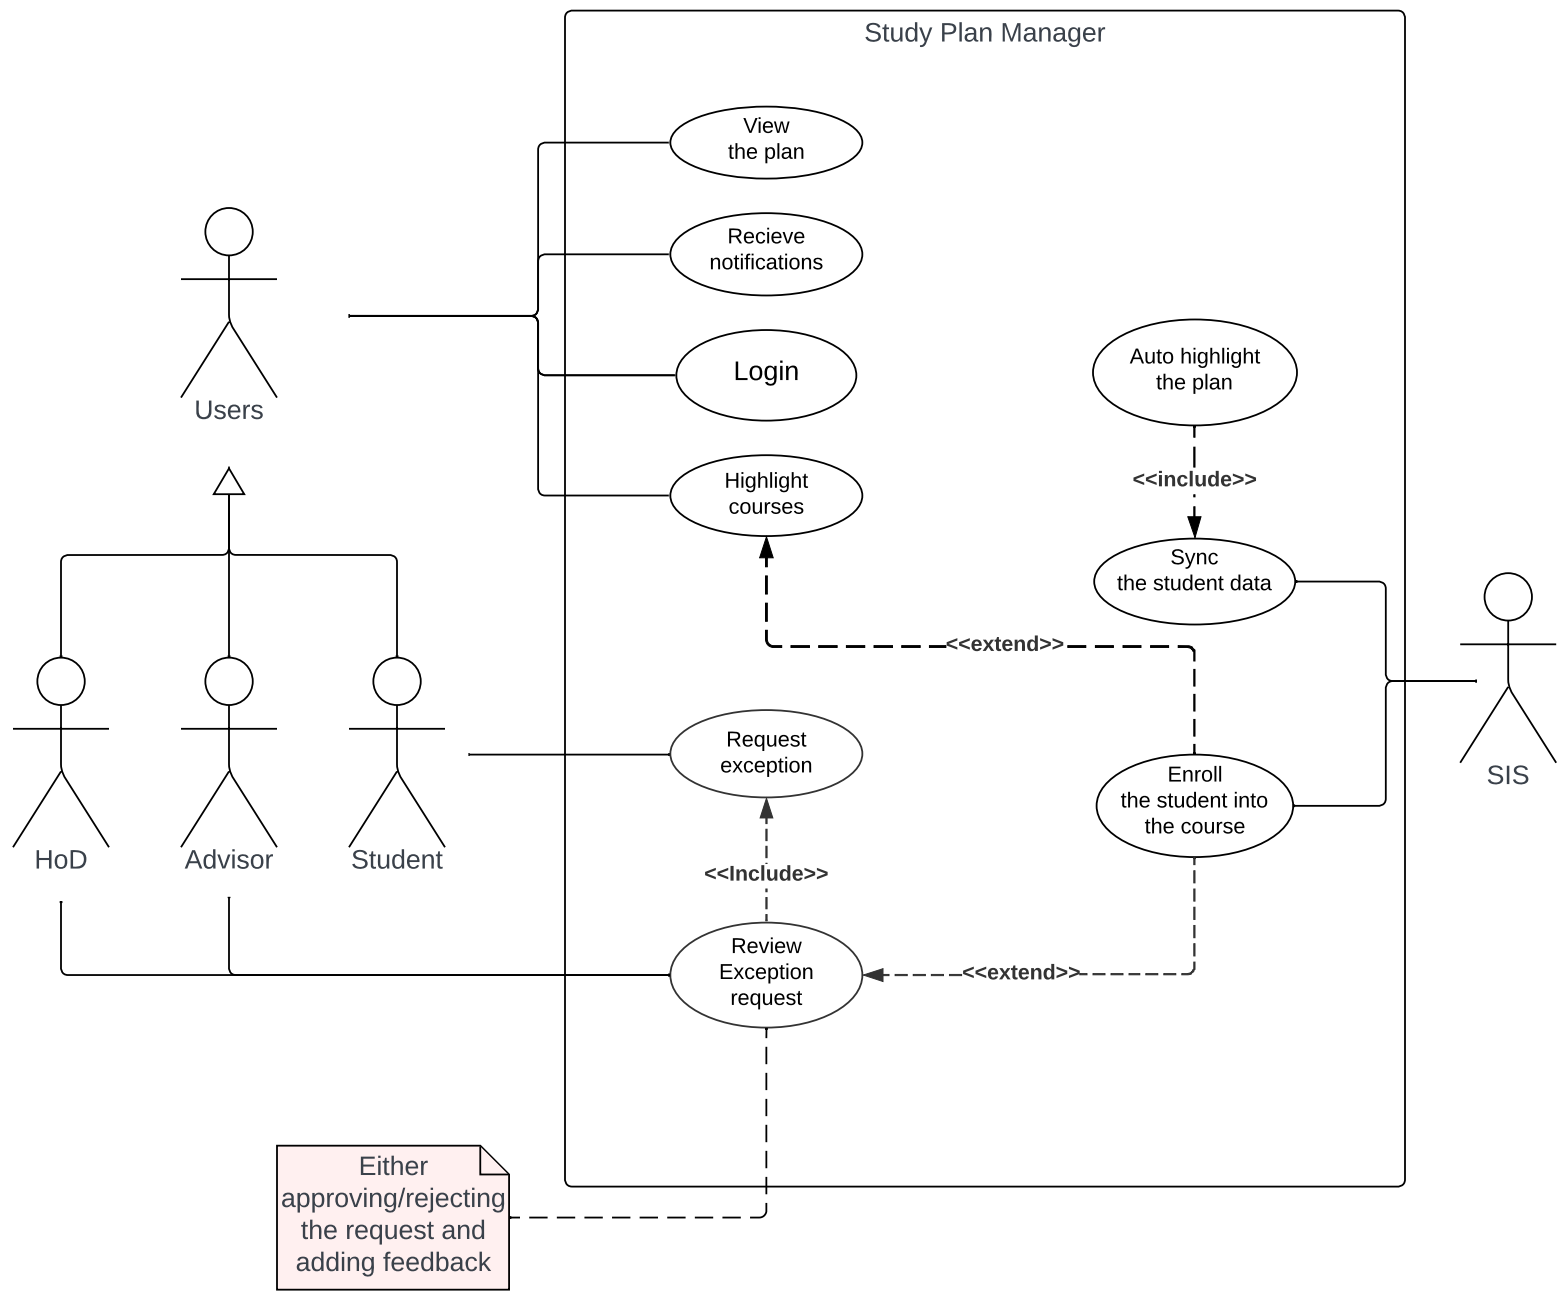 Study Plan Manager
View
the plan
Recieve
notifications
Login
Highlight
courses
Users
Auto highlight
the plan
<<include>>
Sync
the student data
<<extend>>
Request
exception
Enroll
the student into
the course
SIS
HoD
Advisor
Student
<<Include>>
Review
Exception
request
<<extend>>
Either
approving/rejecting
the request and
adding feedback